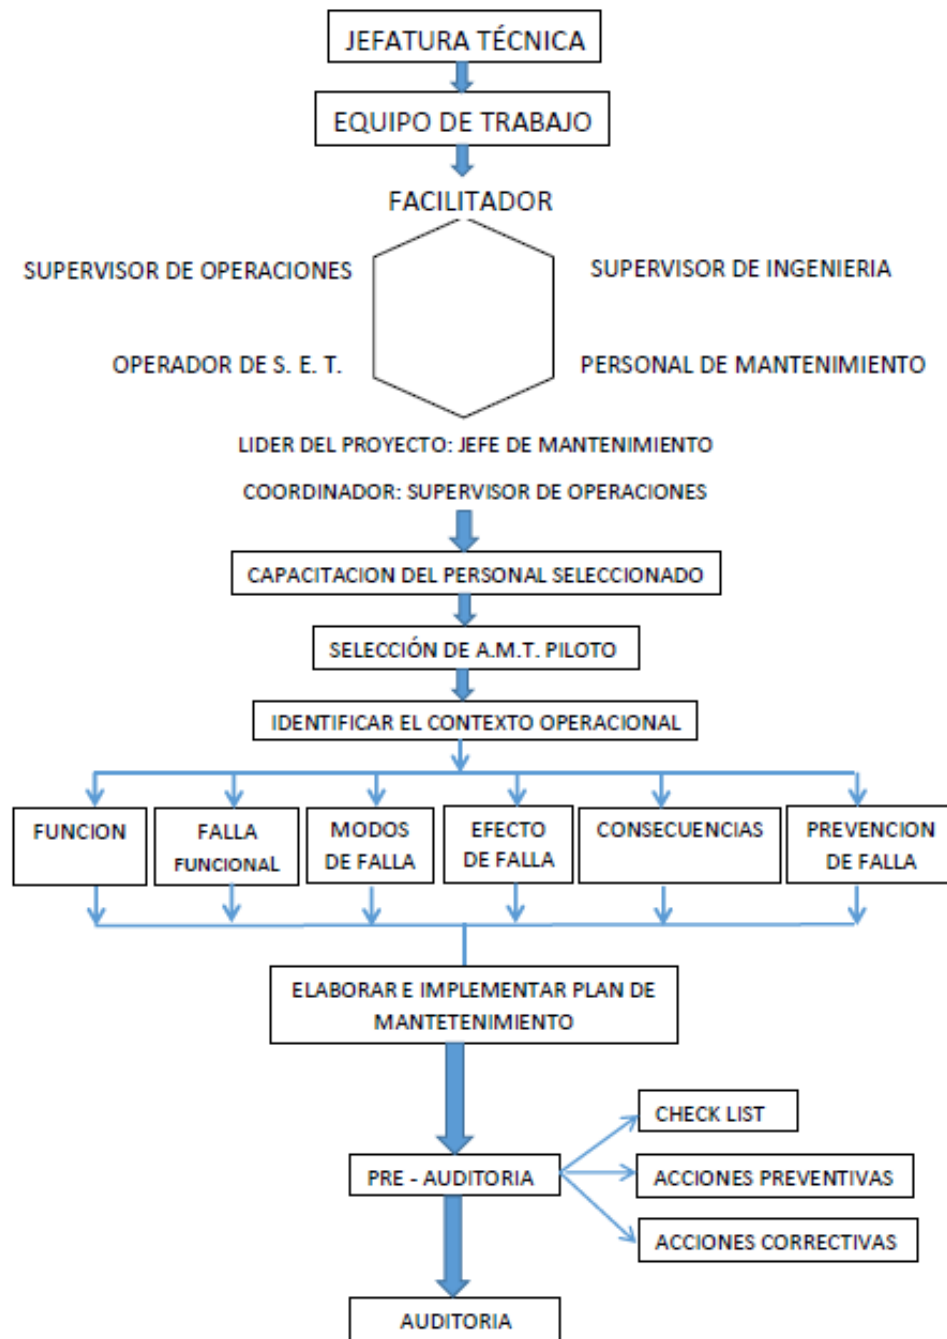 JEFATURA TÉCNICA
EQUIPO DE TRABAJO
FACILITADOR
SUPERVISOR DE OPERACIONES
SUPERVISOR DE INGENIERIA
OPERADOR DE S. E. T.
PERSONAL DE MANTENIMIENTO
LIDER DEL PROYECTO: JEFE DE MANTENIMIENTO
COORDINADOR: SUPERVISOR DE OPERACIONES
CAPACITACION DEL PERSONAL SELECCIONADO
SELECCIÓN DE A.M.T. PILOTO
IDENTIFICAR EL CONTEXTO OPERACIONAL
FUNCION
FALLA
FUNCIONAL
MODOS
DE FALLA
EFECTO
DE FALLA
CONSECUENCIAS
PREVENCION
DE FALLA
ELABORAR E IMPLEMENTAR PLAN DE
MANTETENIMIENTO
CHECK LIST
PRE - AUDITORIA
ACCIONES PREVENTIVAS
ACCIONES CORRECTIVAS
AUDITORIA